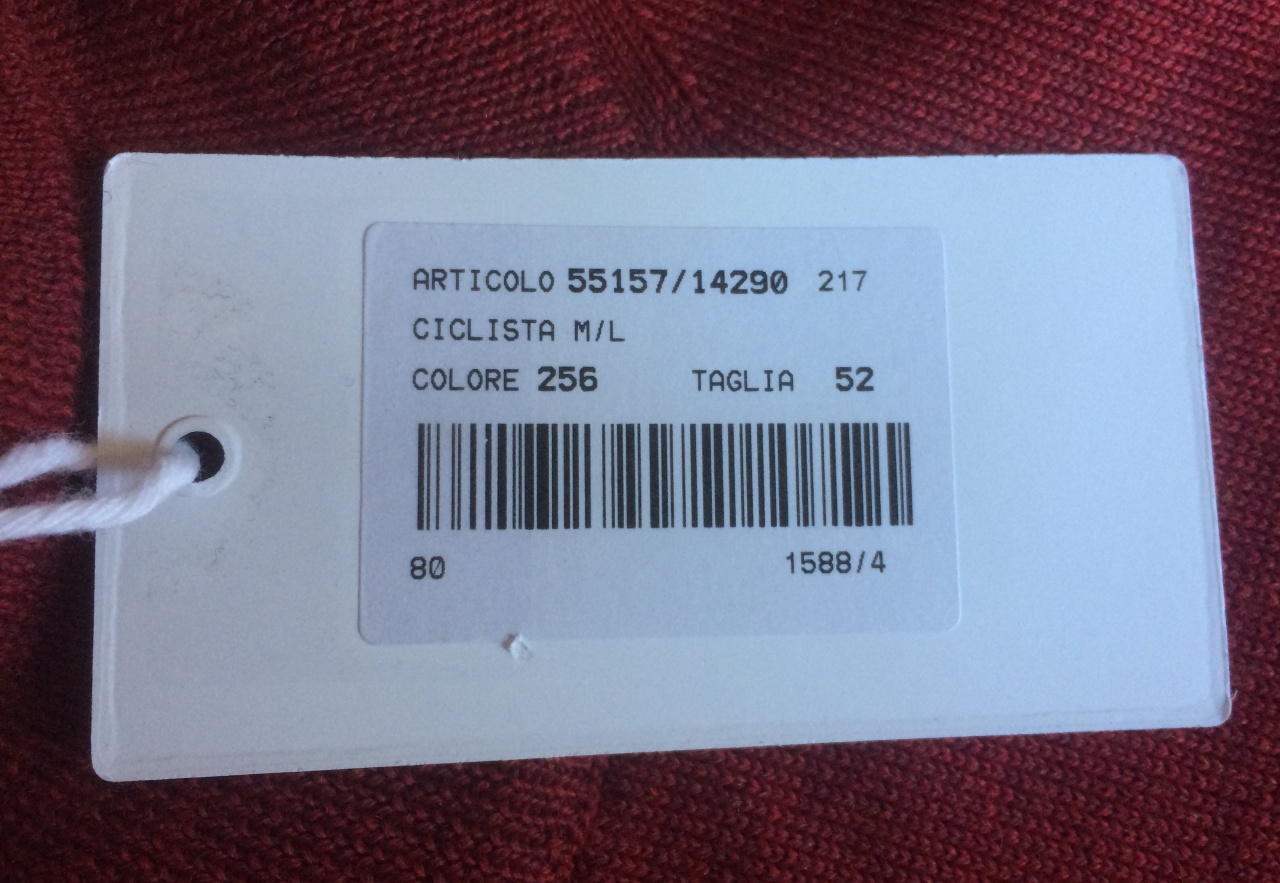 ARTICOLO 55157/14290 217
CICLISTA M/L
COLORE 256 TAGLIA 52
80 1588/4